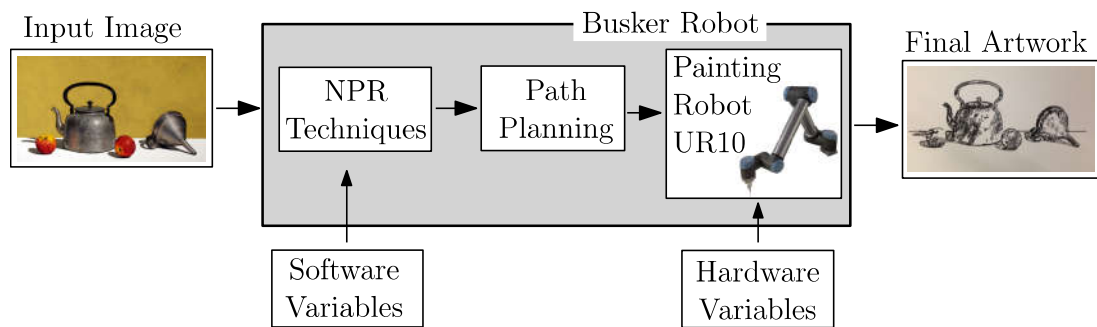 Input Image
Busker Robot
Final Artwork
NPR
Techniques
Path
Planning
Painting
Robot
UR10
Software
Variables
Hardware
Variables